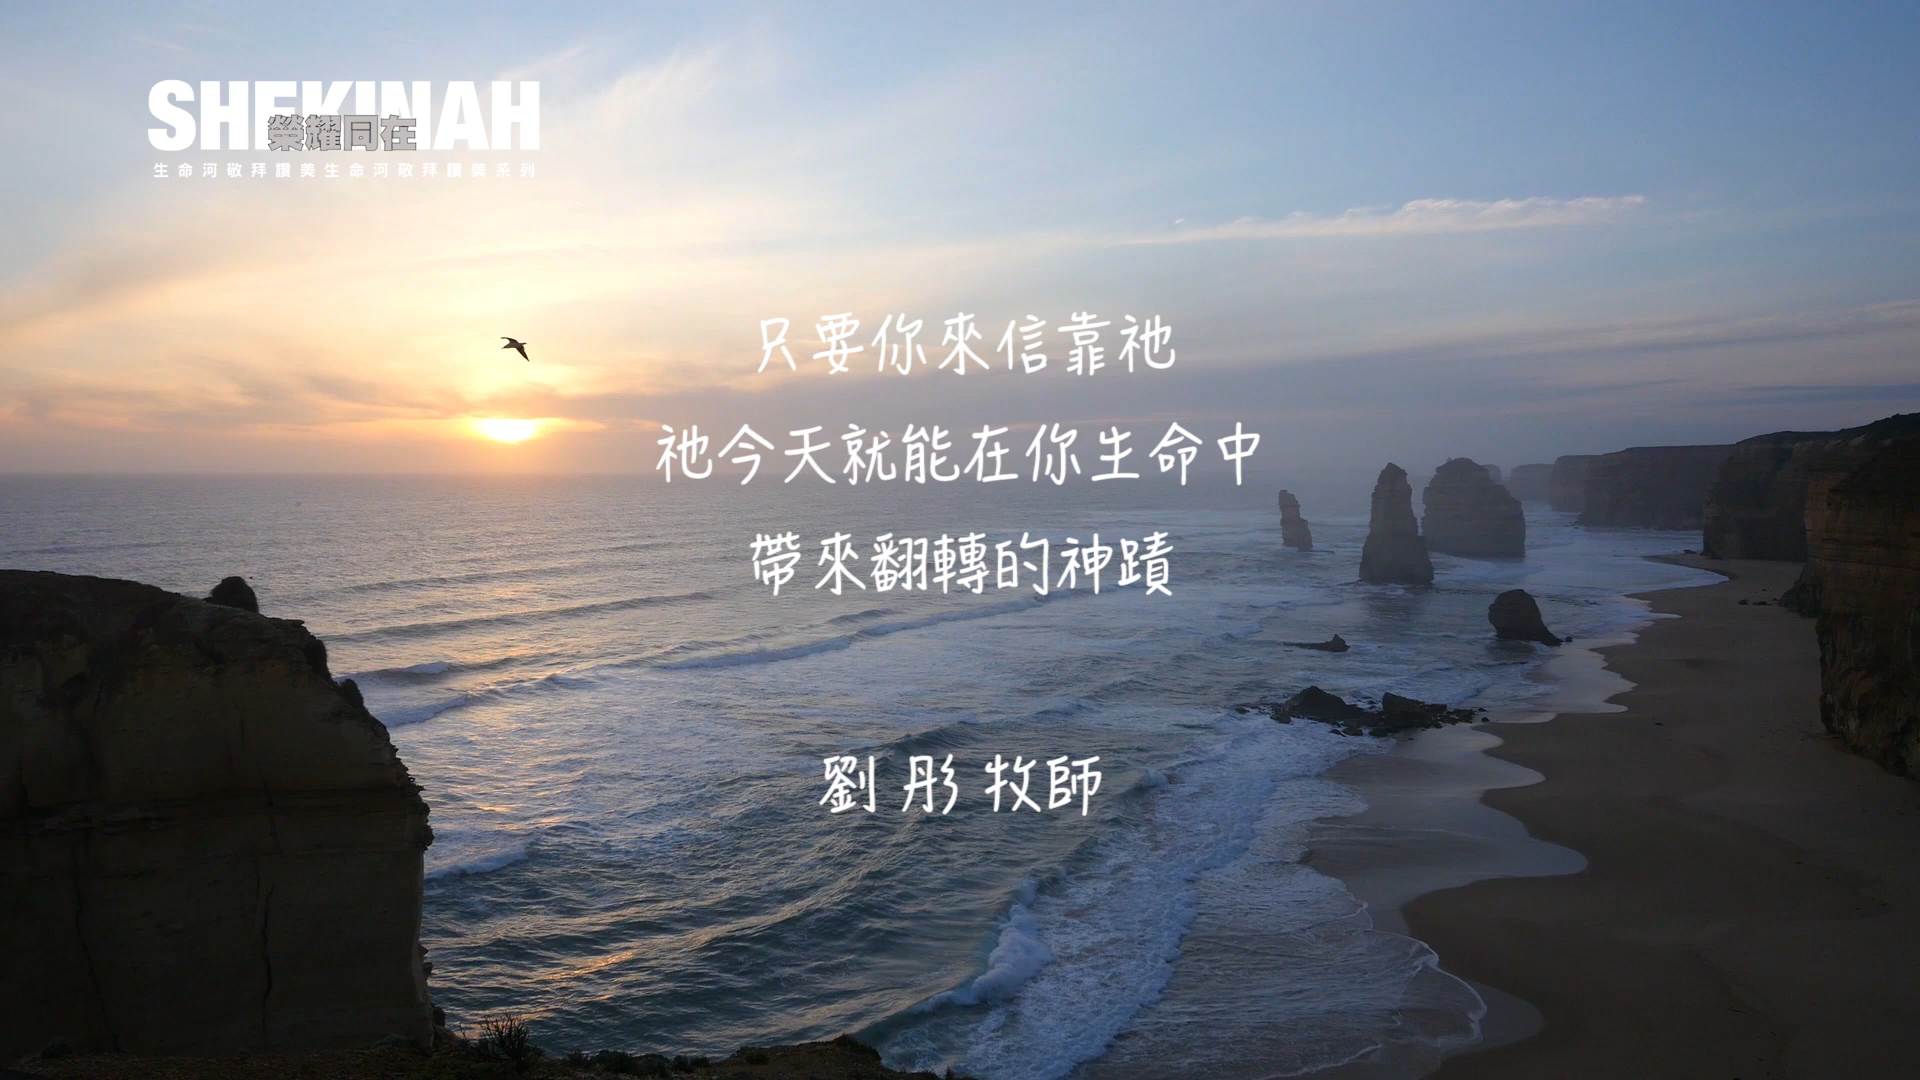 SHEKINAH
榮耀同在
生命河敬拜讚美生命河敬拜讚美系列
只要你來信靠祂
祂今天就能在你生命中
帶來翻轉的神蹟
劉 彤 牧師